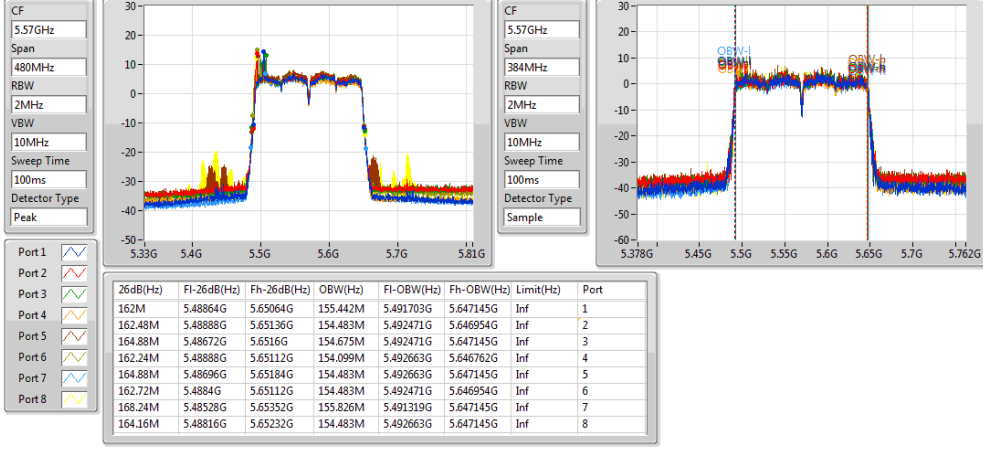 CF
5.57GHz
Span
480MHz
RBW
2MHz
VBW
10MHz
Sweep Time
100ms
Detector Type
Peak
30
20
10
0
-10
-20
-30
-40
-50
5.33G 5.4G 5.5G 5.6G 5.7G 5.81G
CF
5.57GHz
Span
384MHz
RBW
2MHz
VBW
10MHz
Sweep Time
100ms
Detector Type
Sample
30
20
10
0
-10
-20
-30
-40
-50
-60
OBW-l
5.378G 5.45G 5.5G 5.55G 5.6G 5.65G 5.7G 5.762G
Port 1
Port 2
Port 3
Port 4
Port 5
Port 6
Port 7
Port 8
26dB(Hz) Fl-26dB(Hz) Fh-26dB(Hz) OBW(Hz) Fl-OBW(Hz) Fh-OBW(Hz) Limit(Hz) Port
162M 5.48864G 5.65064G 155.442M 5.491703G 5.647145G Inf 1
162.48M 5.48888G 5.65136G 154.483M 5.492471G 5.646954G Inf 2
164.88M 5.48672G 5.6516G 154.675M 5.492471G 5.647145G Inf 3
162.24M 5.48888G 5.65112G 154.099M 5.492663G 5.646762G Inf 4
164.88M 5.48696G 5.65184G 154.483M 5.492663G 5.647145G Inf 5
162.72M 5.4884G 5.65112G 154.483M 5.492471G 5.646954G Inf 6
168.24M 5.48528G 5.65352G 155.826M 5.491319G 5.647145G Inf 7
164.16M 5.48816G 5.65232G 154.483M 5.492663G 5.647145G Inf 8